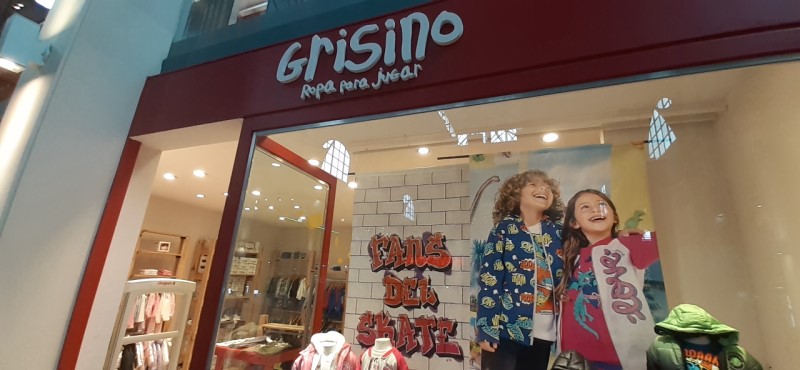 Grisino
Ropa para jugar
FANS
DEL
SKATE